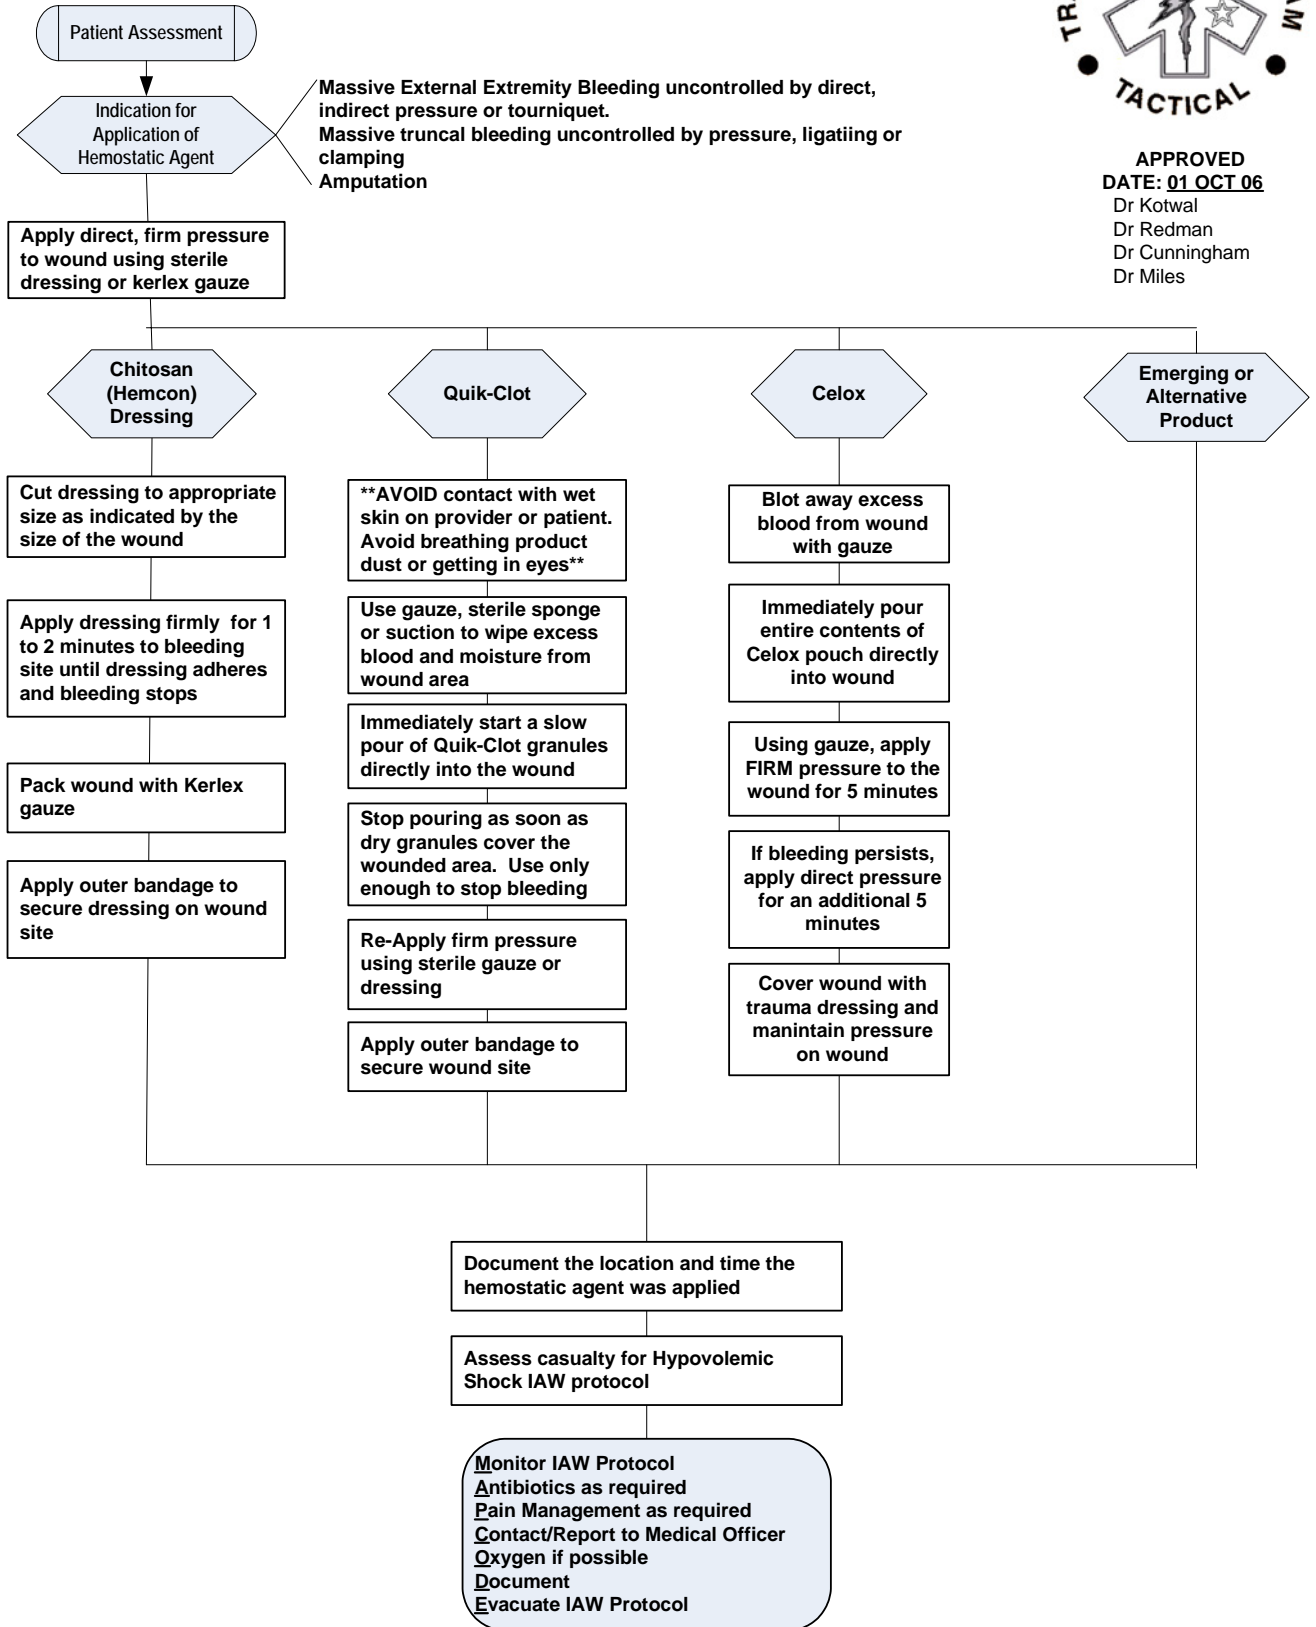 Patient Assessment
Indication for
Application of
Hemostatic Agent
Massive External Extremity Bleeding uncontrolled by direct,
indirect pressure or tourniquet.
Massive truncal bleeding uncontrolled by pressure, ligatiing or
clamping
Amputation
TACTICAL
APPROVED
DATE: 01 OCT 06
Dr Kotwal
Dr Redman
Dr Cunningham
Dr Miles
Apply direct, firm pressure
to wound using sterile
dressing or kerlex gauze
Chitosan
(Hemcon)
Dressing
Cut dressing to appropriate
size as indicated by the
size of the wound
Apply dressing firmly for 1
to 2 minutes to bleeding
site until dressing adheres
and bleeding stops
Pack wound with Kerlex
gauze
Apply outer bandage to
secure dressing on wound
site
Quik-Clot
**AVOID contact with wet
skin on provider or patient.
Avoid breathing product
dust or getting in eyes**
Use gauze, sterile sponge
or suction to wipe excess
blood and moisture from
wound area
Immediately start a slow
pour of Quik-Clot granules
directly into the wound
Stop pouring as soon as
dry granules cover the
wounded area. Use only
enough to stop bleeding
Re-Apply firm pressure
using sterile gauze or
dressing
Apply outer bandage to
secure wound site
Celox
Blot away excess
blood from wound
with gauze
Immediately pour
entire contents of
Celox pouch directly
into wound
Using gauze, apply
FIRM pressure to the
wound for 5 minutes
If bleeding persists,
apply direct pressure
for an additional 5
minutes
Cover wound with
trauma dressing and
manintain pressure
on wound
Emerging or
Alternative
Product
Document the location and time the
hemostatic agent was applied
Assess casualty for Hypovolemic
Shock IAW protocol
Monitor IAW Protocol
Antibiotics as required
Pain Management as required
Contact/Report to Medical Officer
Oxygen if possible
Document
Evacuate IAW Protocol